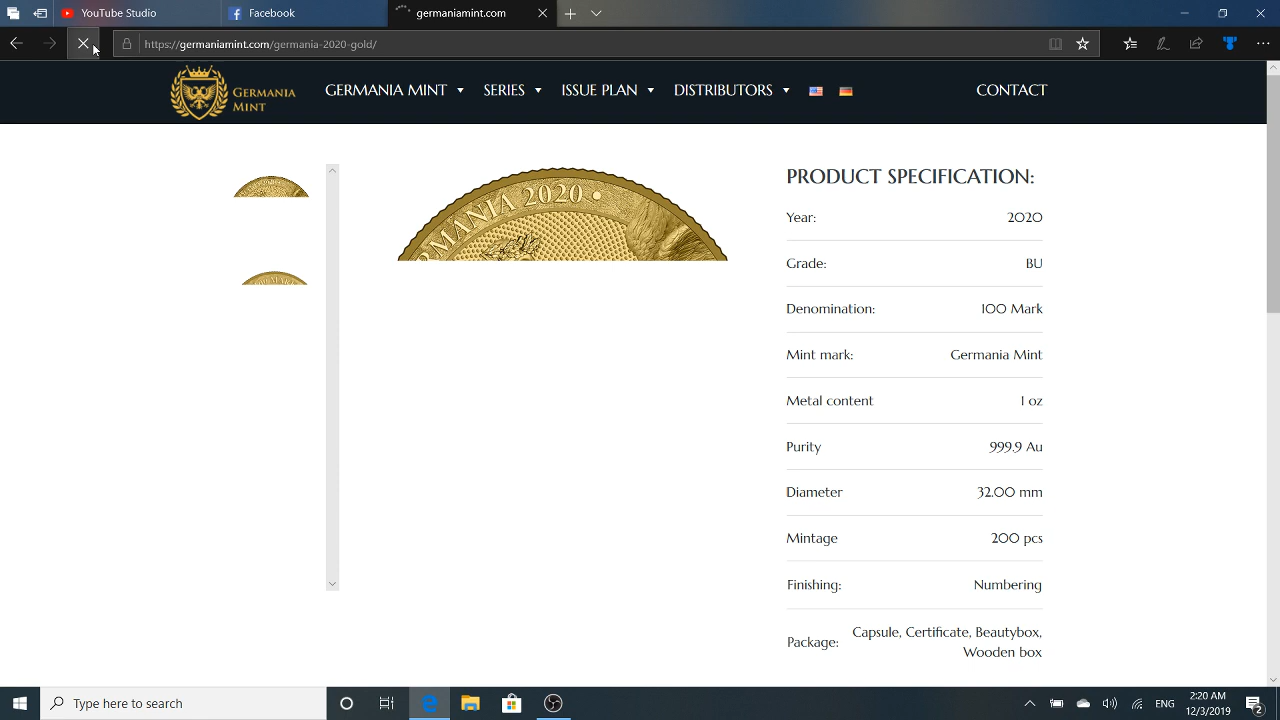 YouTube Studio
Facebook
germaniamint.com
https://germaniamint.com/germania-2020-gold/
GERMANIA
MINT
GERMANIA MINT
SERIES
ISSUE PLAN
DISTRIBUTORS
CONTACT
MANIA 2020
PRODUCT SPECIFICATION:
Year: 2020
Grade: BU
Denomination: 100 Mark
Mint mark: Germania Mint
Metal content 1 oz
Purity 999.9 Au
Diameter 32.00 mm
Mintage 200 pcs
Finishing: Numbering
Package: Capsule, Certificate, Beautybox,
Wooden box
Type here to search
ENG
2:20 AM
12/3/2019
2